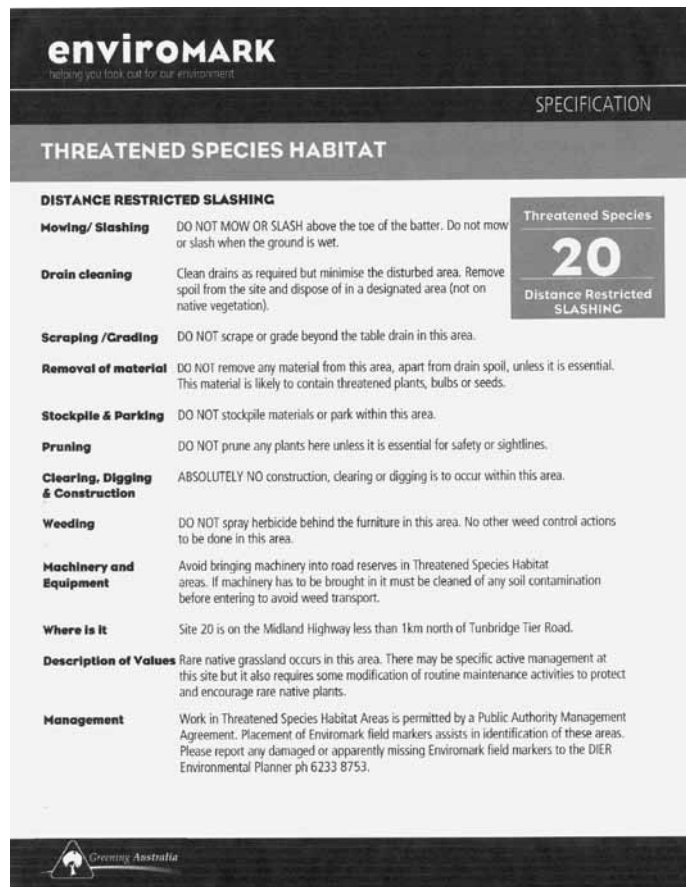 enviroMARK
helping you look out for our environment
SPECIFICATION
THREATENED SPECIES HABITAT
DISTANCE RESTRICTED SLASHING
Threatened Species
20
Distance Restricted
SLASHING
Mowing/ Slashing DO NOT MOW OR SLASH above the toe of the batter. Do not mow
or slash when the ground is wet.
Drain cleaning Clean drains as required but minimise the disturbed area. Remove
spoil from the site and dispose of in a designated area (not on
native vegetation).
Scraping /Grading DO NOT scrape or grade beyond the table drain in this area.
Removal of material DO NOT remove any material from this area, apart from drain spoil, unless it is essential.
This material is likely to contain threatened plants, bulbs or seeds.
Stockpile & Parking DO NOT stockpile materials or park within this area.
Pruning DO NOT prune any plants here unless it is essential for safety or sightlines.
Clearing, Digging ABSOLUTELY NO construction, clearing or digging is to occur within this area.
& Construction
Weeding DO NOT spray herbicide behind the furniture in this area. No other weed control actions
to be done in this area.
Machinery and Avoid bringing machinery into road reserves in Threatened Species Habitat
Equipment areas. If machinery has to be brought in it must be cleaned of any soil contamination
before entering to avoid weed transport.
Where is it Site 20 is on the Midland Highway less than 1km north of Tunbridge Tier Road.
Description of Values Rare native grassland occurs in this area. There may be specific active management at
this site but it also requires some modification of routine maintenance activities to protect
and encourage rare native plants.
Management Work in Threatened Species Habitat Areas is permitted by a Public Authority Management
Agreement. Placement of Enviromark field markers assists in identification of these areas.
Please report any damaged or apparently missing Enviromark field markers to the DIER
Environmental Planner ph 6233 8753.
Greening Australia